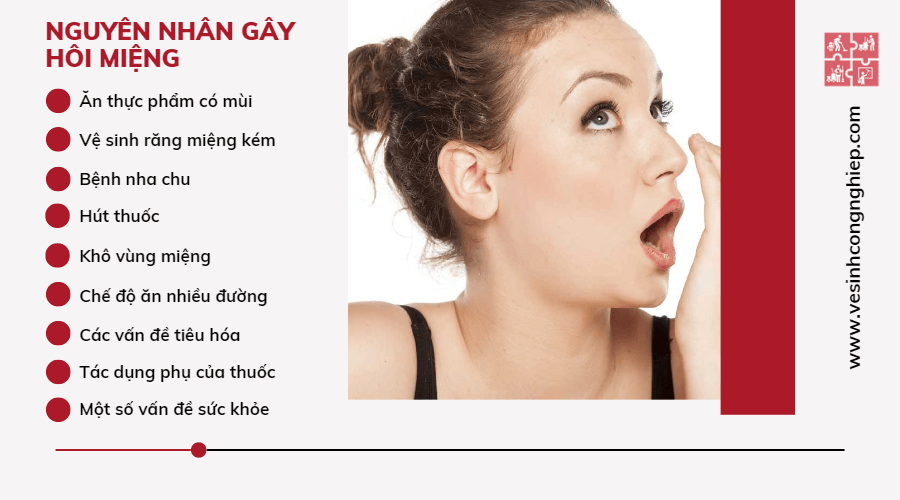 NGUYÊN NHÂN GÂY
HÔI MIỆNG
Ăn thực phẩm có mùi
Vệ sinh răng miệng kém
Bệnh nha chu
Hút thuốc
Khô vùng miệng
Chế độ ăn nhiều đường
Các vấn đề tiêu hóa
Tác dụng phụ của thuốc
Một số vấn đề sức khỏe
www.vesinhcongnghiep.com